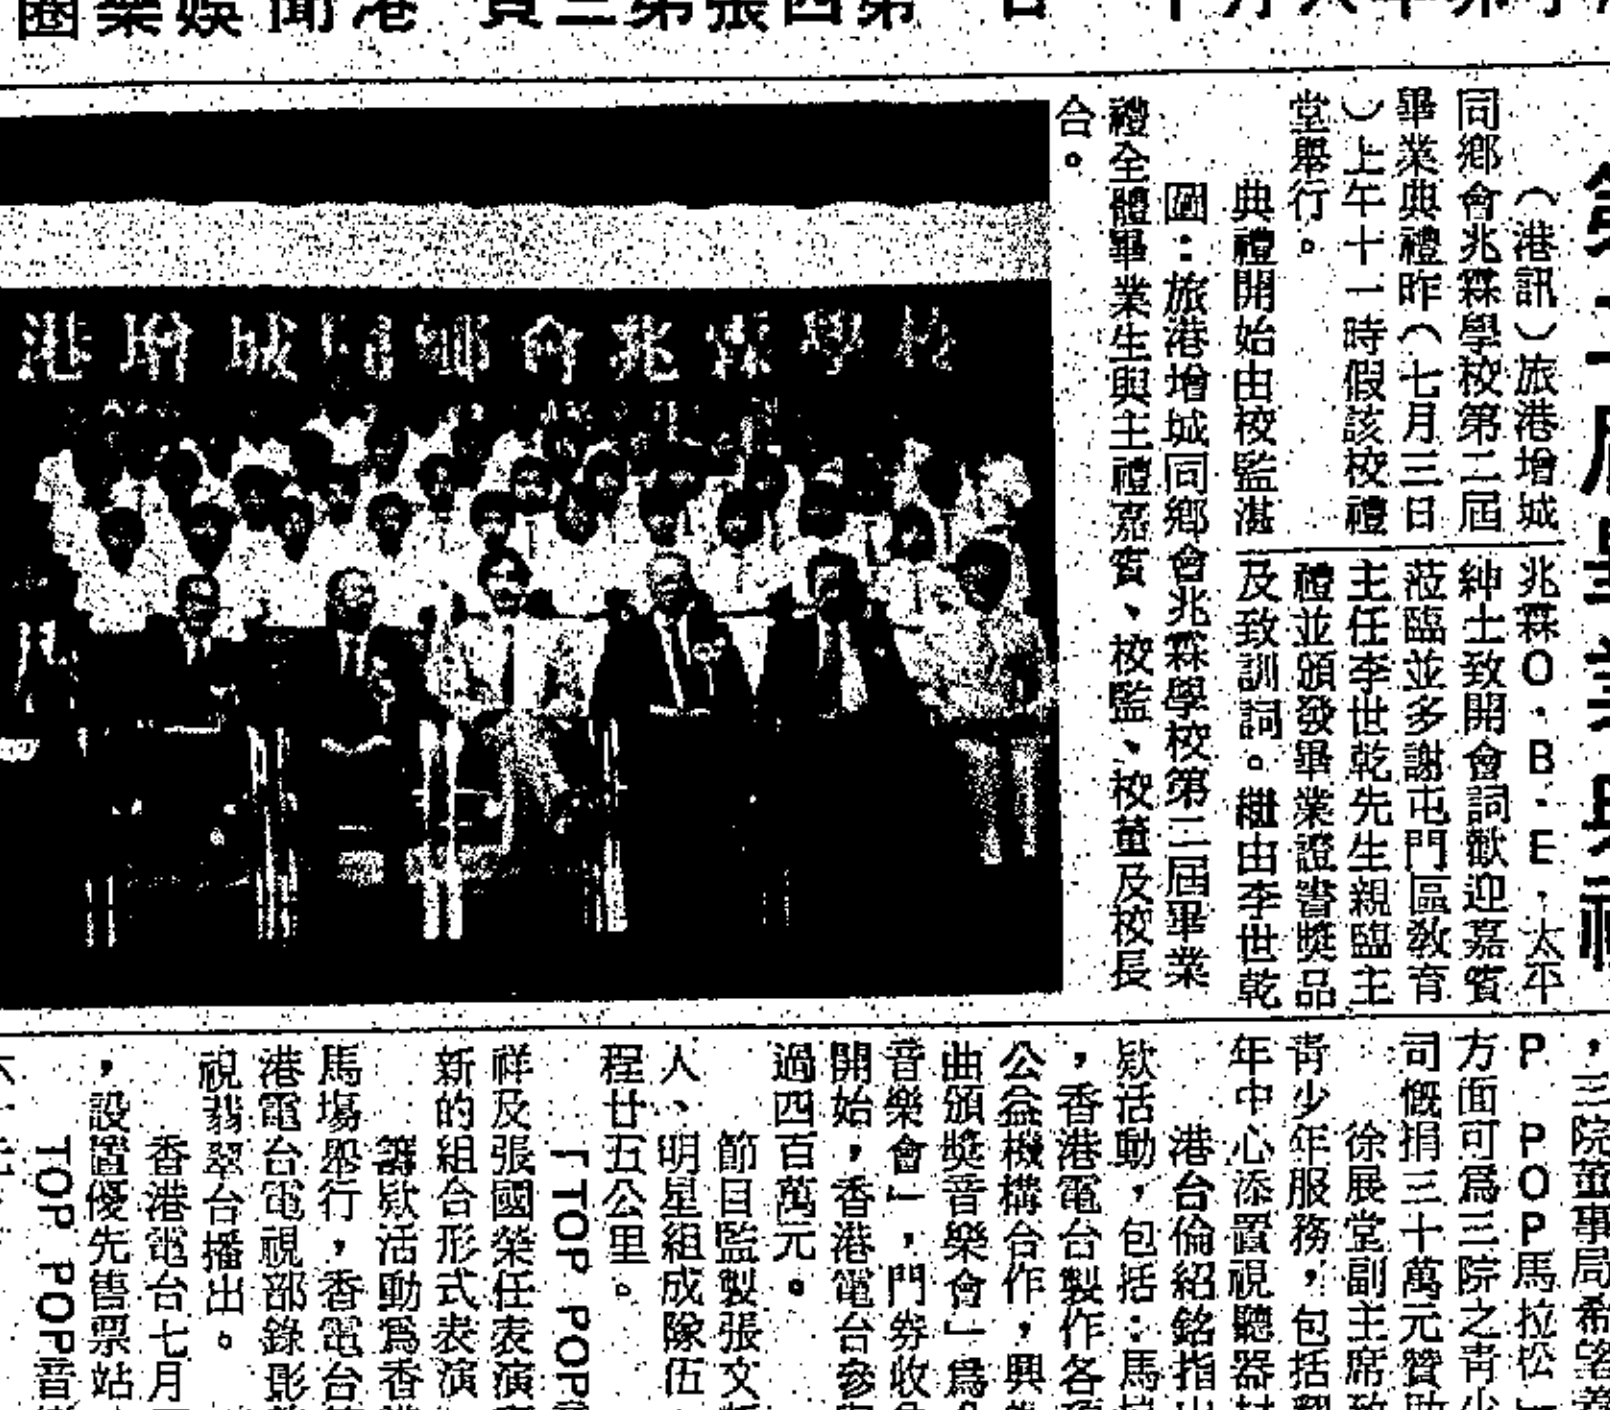 圈樂娛聞港 頁三第張四第 日
（港訊）旅港增城
同鄉會兆霖學校第二屆
畢業典禮昨（七月三日
）上午十一時假該校禮
堂舉行。
典禮開始由校監湛
兆霖O．B．E．太平
紳士致開會詞歡迎嘉賓
蒞臨並多謝屯門區教育
主任李世乾先生親臨主
禮並頒發畢業證書獎品
及致訓詞。繼由李世乾
圖：旅港增城同鄉會兆霖學校第二屆畢業
禮全體畢業生與主禮嘉賓、校監、校董及校長
合。
港增城同鄉會兆霖學校
，三院董事局希望
P POP馬拉松」
方面可為三院之青少
司慨捐三十萬元贊助
徐展堂副主席致
青少年服務，包括
年中心添置視聽器材
港台倫紹銘指出
欵活動，包括：馬
，香港電台製作各項
公益機構合作，興
曲頒獎音樂會」為
音樂會」，門券收
開始，香港電台參
過四百萬元。
節目監製張文
人、明星組成隊伍
程廿五公里。
「TOP POP
祥及張國榮任表演
新的組合形式表演
籌欵活動為香港
馬場舉行，香電台
港電台電視部錄影
視翡翠台播出。
香港電台七月
，設置優先售票站
TOP POP音